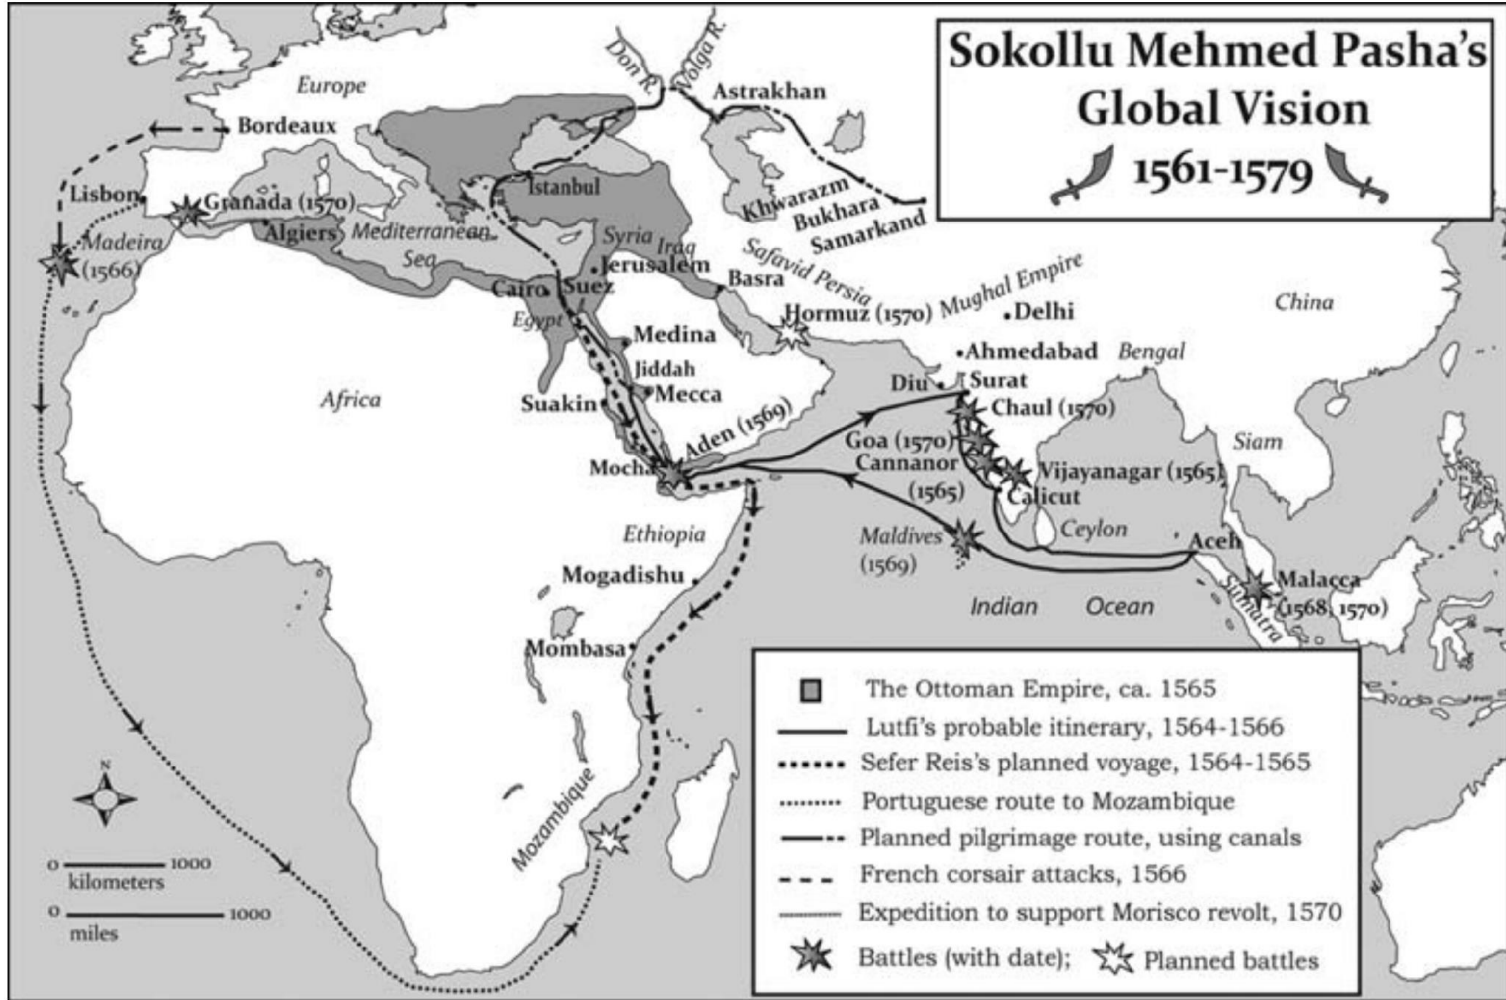 Sokollu Mehmed Pasha's
Global Vision
1561-1579
Don R.
Volga R.
Astrakhan
Europe
Bordeaux
Lisbon
Granada (1570)
Istanbul
Khwarazm
Bukhara
Samarkand
Madeira
(1566)
Algiers
Mediterranean
Sea
Syria
Iraq
Safavid Persia
Mughal Empire
Jerusalem
Cairo
Suez
Basra
Egypt
Hormuz (1570)
Delhi
China
Medina
Ahmedabad
Bengal
Jiddah
Mecca
Diu
Surat
Africa
Suakin
Aden (1569)
Chaul (1570)
Goa (1570)
Siam
Mocha
Cannanor
(1565)
Vijayanagar (1565)
Calicut
Ethiopia
Maldives
(1569)
Ceylon
Aceh
Mogadishu
Malacca
(1568, 1570)
Sumatra
Indian Ocean
Mombasa
Mozambique
N
0 1000
kilometers
0 1000
miles
The Ottoman Empire, ca. 1565
Lutfi's probable itinerary, 1564-1566
Sefer Reis's planned voyage, 1564-1565
Portuguese route to Mozambique
Planned pilgrimage route, using canals
French corsair attacks, 1566
Expedition to support Morisco revolt, 1570
Battles (with date); Planned battles